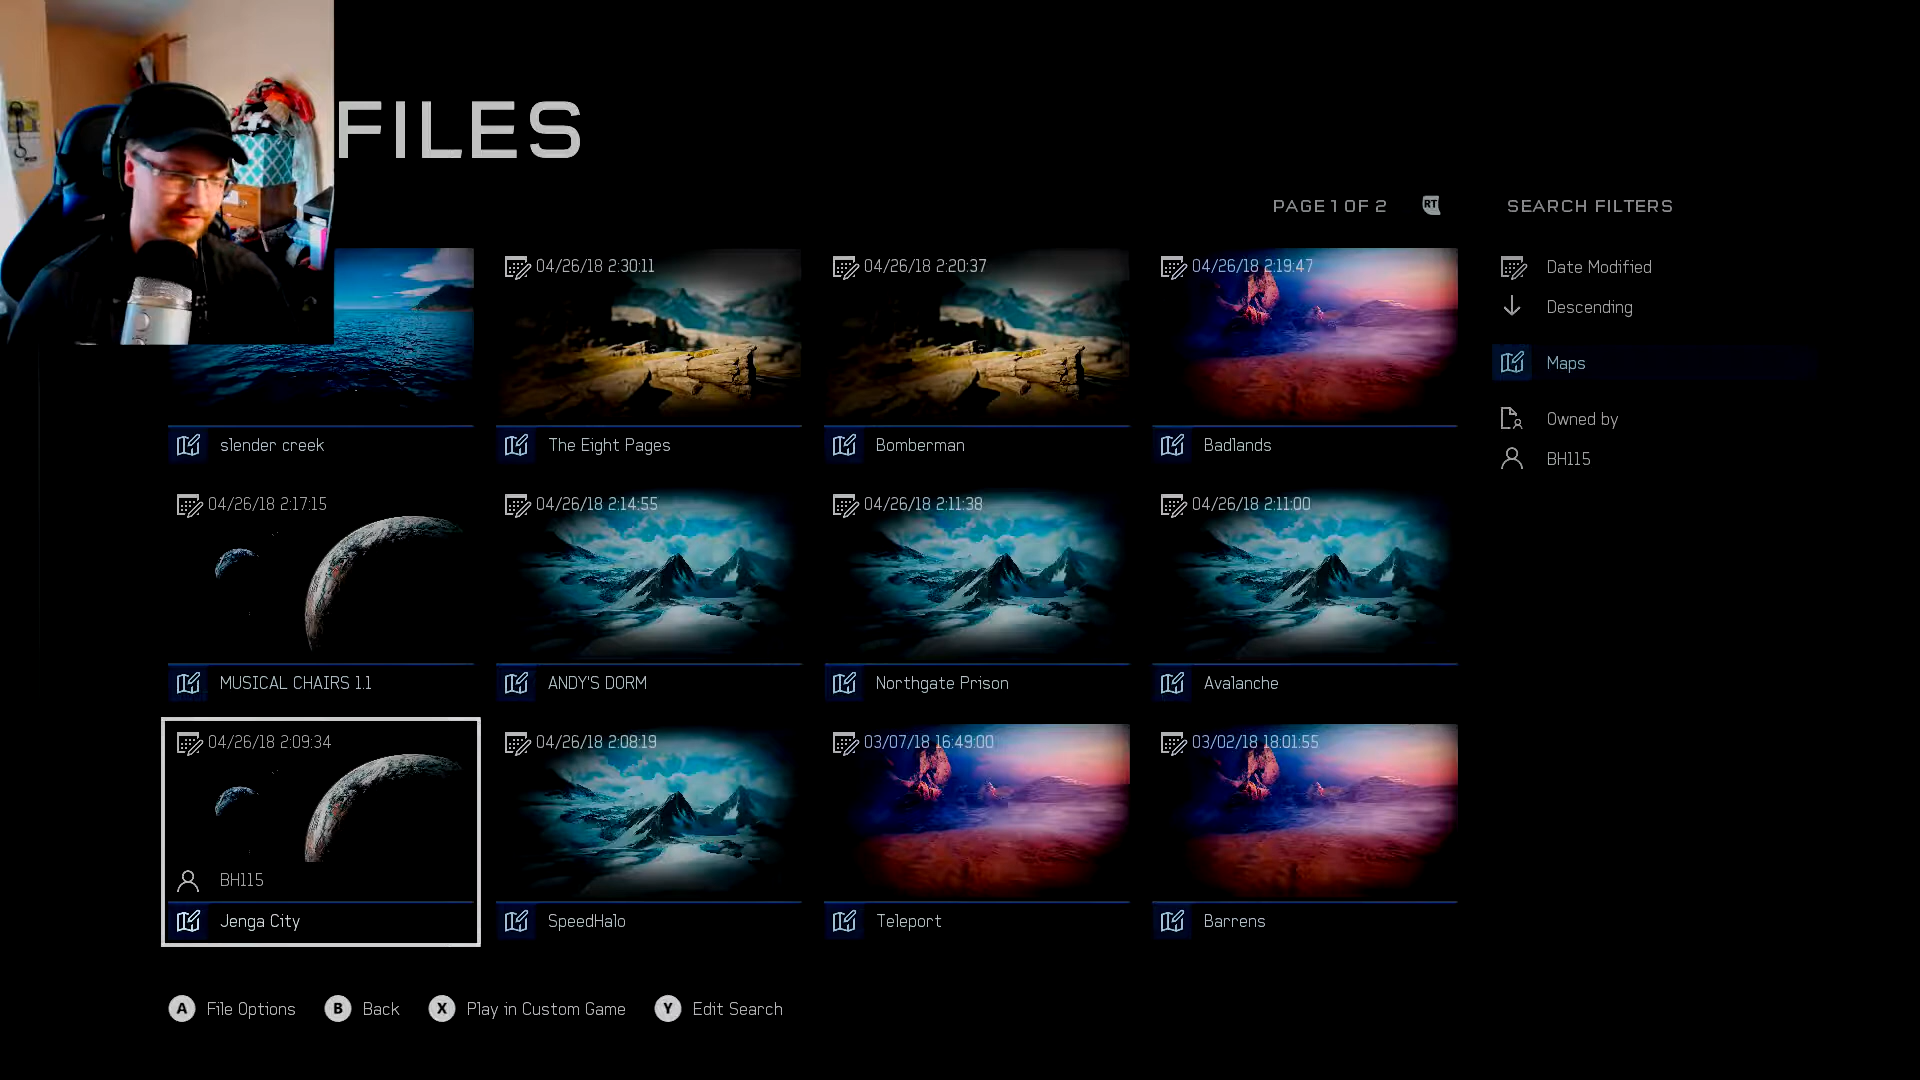 FILES
PAGE 1 OF 2 RT
SEARCH FILTERS
04/26/18 2:30:11
04/26/18 2:20:37
04/26/18 2:19:47
slender creek
The Eight Pages
Bomberman
Badlands
04/26/18 2:17:15
04/26/18 2:14:55
04/26/18 2:11:38
04/26/18 2:11:00
MUSICAL CHAIRS 1.1
ANDY'S DORM
Northgate Prison
Avalanche
04/26/18 2:09:34
04/26/18 2:08:19
03/07/18 16:49:00
03/02/18 18:01:55
BH115
Jenga City
SpeedHalo
Teleport
Barrens
Date Modified
Descending
Maps
Owned by
BH115
A File Options B Back X Play in Custom Game Y Edit Search